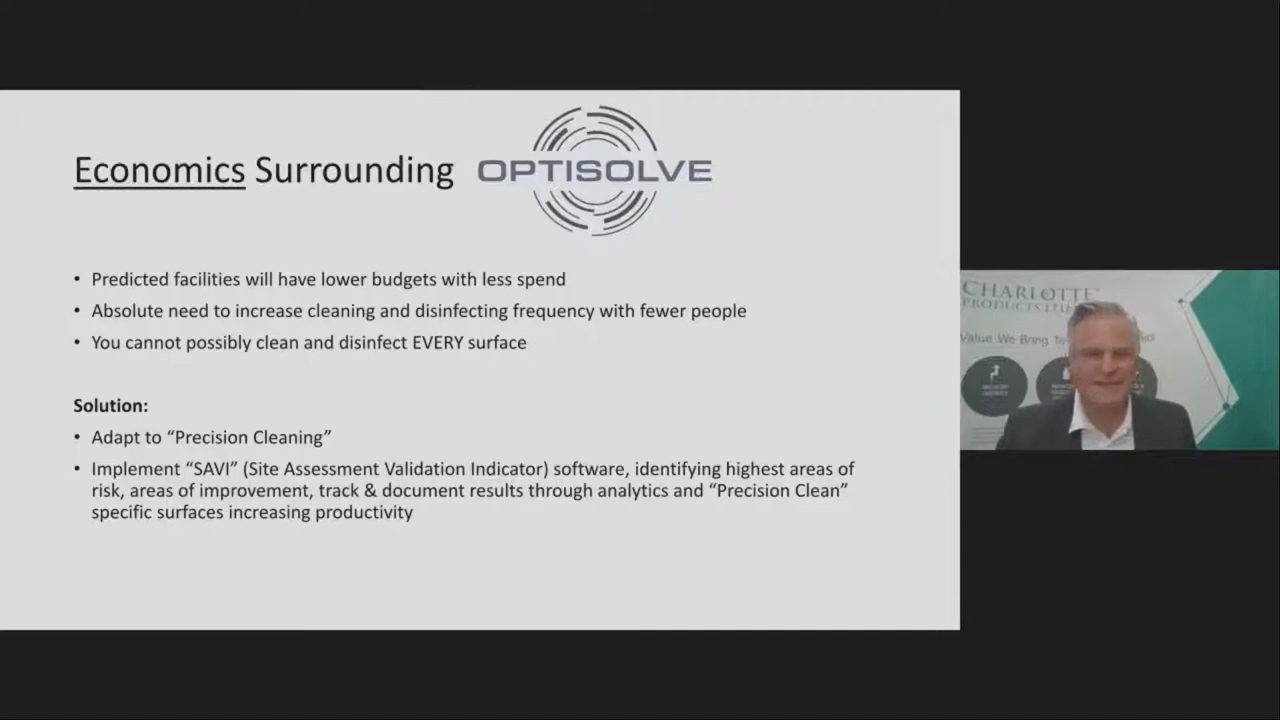 Economics Surrounding OPTISOLVE
• Predicted facilities will have lower budgets with less spend
• Absolute need to increase cleaning and disinfecting frequency with fewer people
• You cannot possibly clean and disinfect EVERY surface
Solution:
• Adapt to “Precision Cleaning”
• Implement “SAVI” (Site Assessment Validation Indicator) software, identifying highest areas of
risk, areas of improvement, track & document results through analytics and “Precision Clean”
specific surfaces increasing productivity
CHARLOTTE
PRODUCTS LTD
Value We Bring To